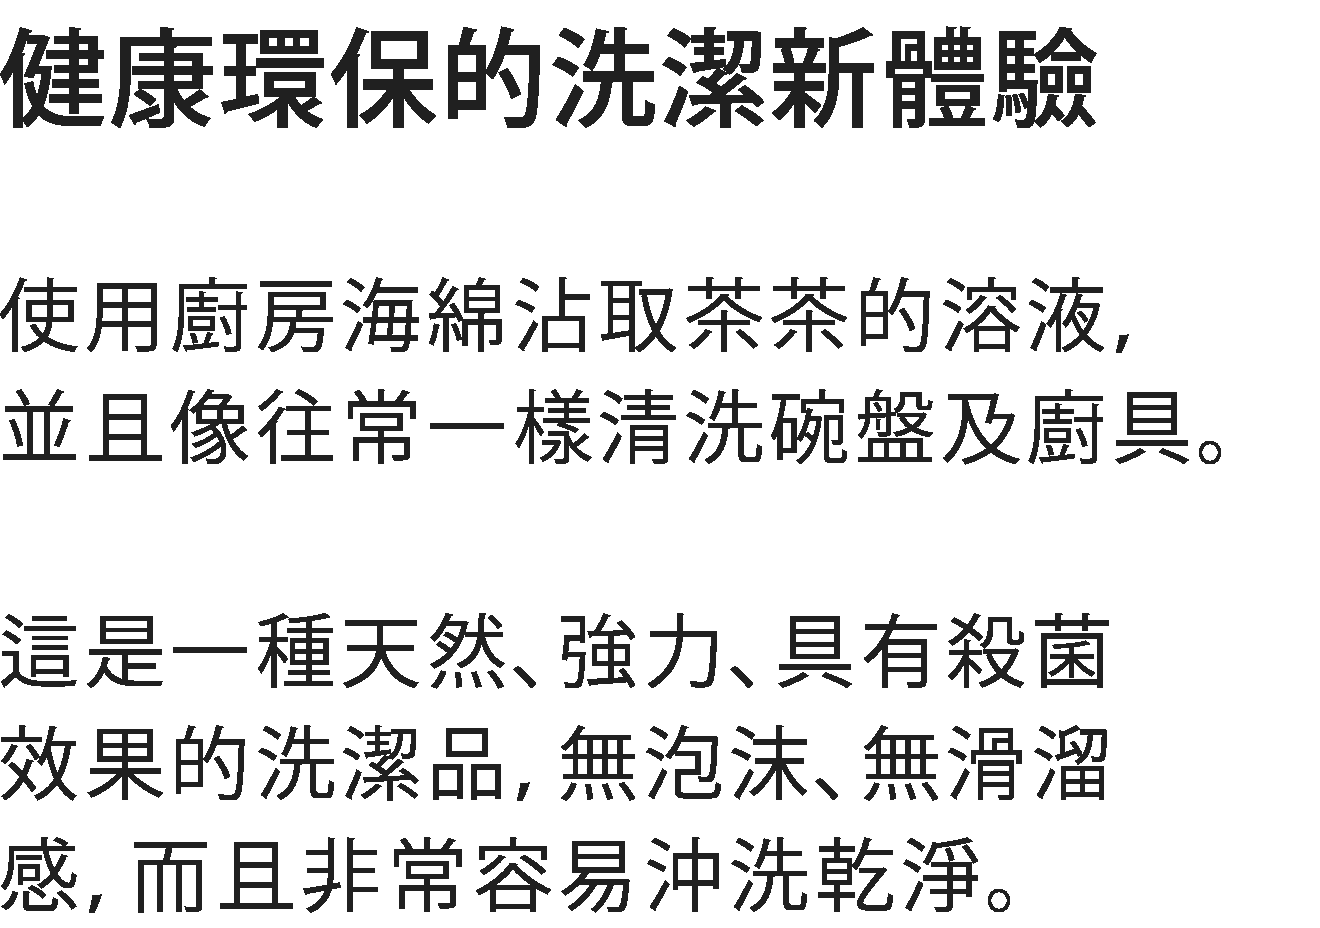 健康環保的洗潔新體驗
使用廚房海綿沾取茶茶的溶液，
並且像往常一樣清洗碗盤及廚具。
這是一種天然、強力、具有殺菌
效果的洗潔品，無泡沫、無滑溜
感，而且非常容易沖洗乾淨。